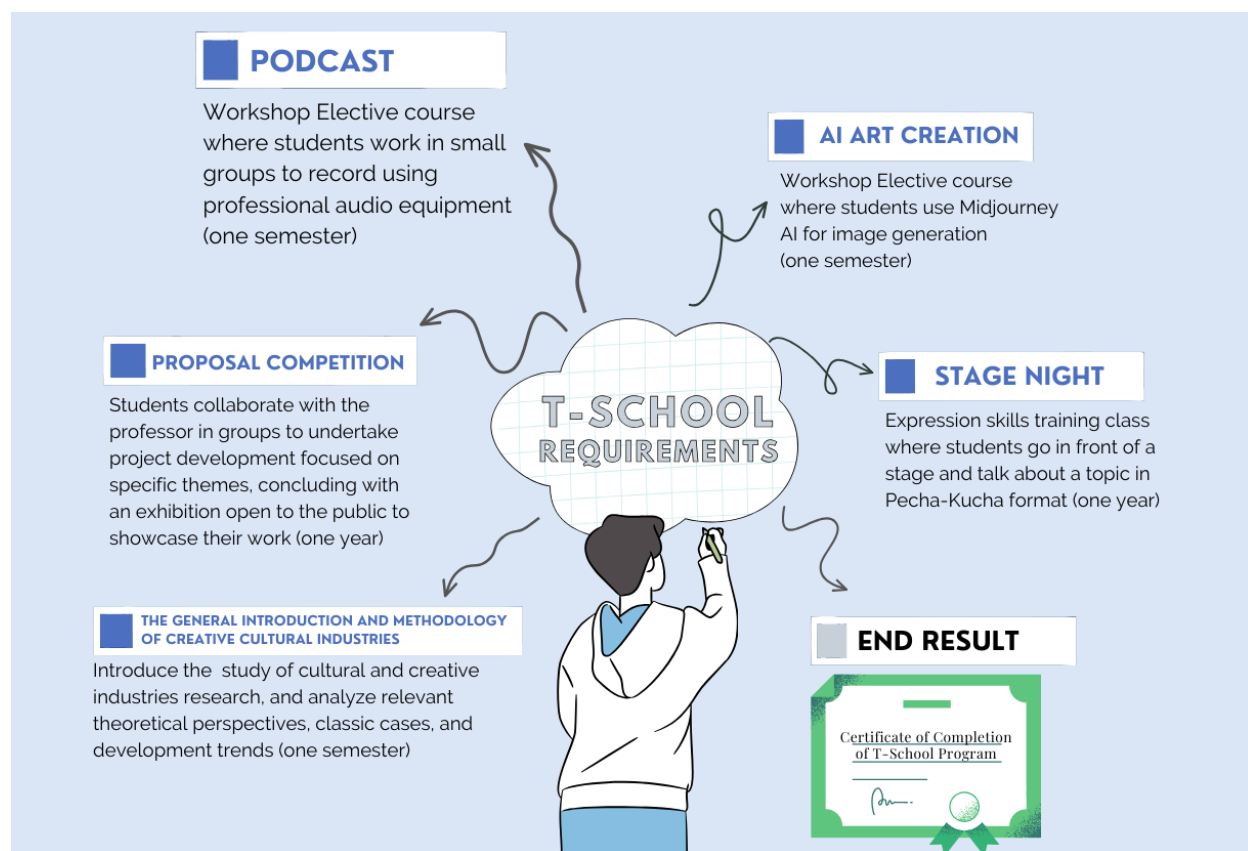 PODCAST
Workshop Elective course
where students work in small
groups to record using
professional audio equipment
(one semester)
AI ART CREATION
Workshop Elective course
where students use Midjourney
AI for image generation
(one semester)
PROPOSAL COMPETITION
Students collaborate with the
professor in groups to undertake
project development focused on
specific themes, concluding with
an exhibition open to the public to
showcase their work (one year)
T-SCHOOL
REQUIREMENTS
STAGE NIGHT
Expression skills training class
where students go in front of a
stage and talk about a topic in
Pecha-Kucha format (one year)
THE GENERAL INTRODUCTION AND METHODOLOGY
OF CREATIVE CULTURAL INDUSTRIES
Introduce the study of cultural and creative
industries research, and analyze relevant
theoretical perspectives, classic cases, and
development trends (one semester)
END RESULT
Certificate of Completion
of T-School Program